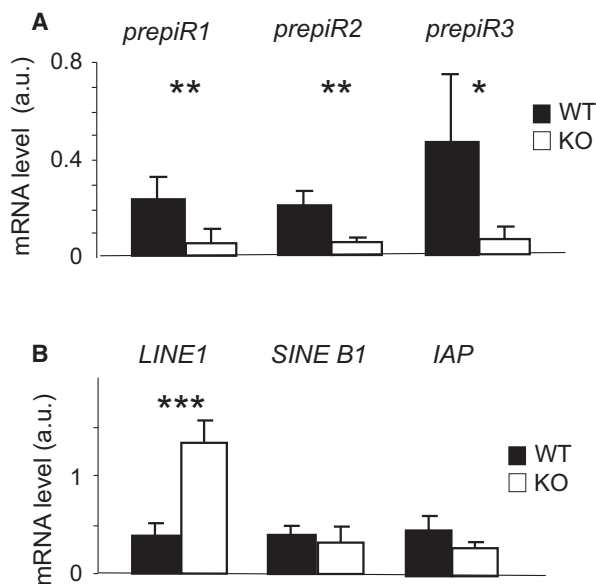 A
prepiR1 prepiR2 prepiR3
0.8
** ** *
WT
KO
0.4
0
mRNA level (a.u.)
B
LINE1 SINE B1 IAP
***
WT
KO
1
0
mRNA level (a.u.)